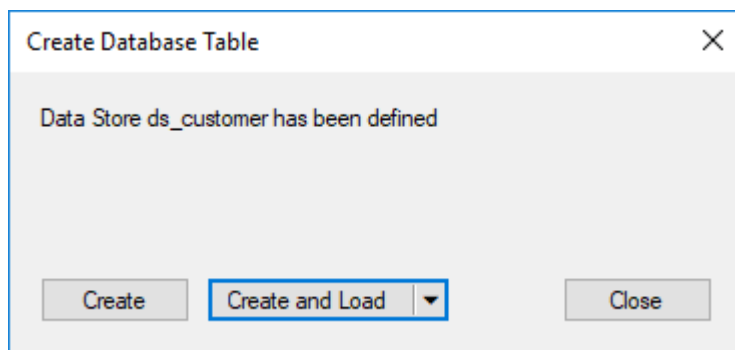 Create Database Table
Data Store ds_customer has been defined
Create
Create and Load
Close